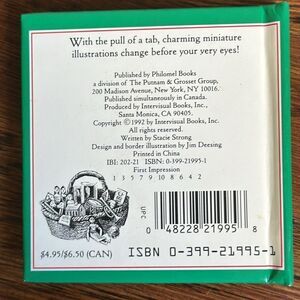 With the pull of a tab, charming miniature
illustrations change before your very eyes!
Published by Philomel Books
a division of The Putnam & Grosset Group,
200 Madison Avenue, New York, NY 10016.
Published simultaneously in Canada.
Produced by Intervisual Books, Inc.,
Santa Monica, CA 90405.
Copyright © 1992 by Intervisual Books, Inc.
All rights reserved.
Written by Stacie Strong
Design and border illustration by Jim Deesing
Printed in China
IBI: 202-21 ISBN: 0-399-21995-1
First Impression
1 3 5 7 9 10 8 6 4 2
UPC
0 48228 21995 8
$4.95/$6.50 (CAN)
ISBN 0-399-21995-1